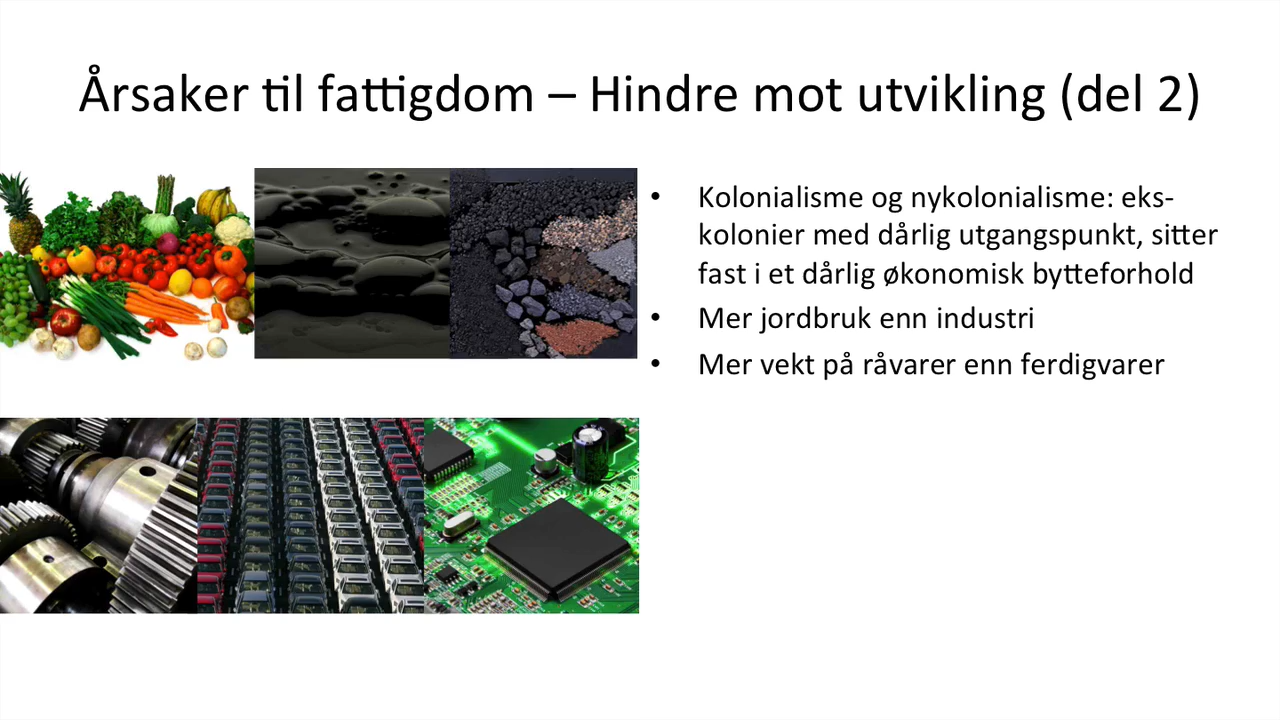 Årsaker til fattigdom – Hindre mot utvikling (del 2)
• Kolonialisme og nykolonialisme: eks-
kolonier med dårlig utgangspunkt, sitter
fast i et dårlig økonomisk bytteforhold
• Mer jordbruk enn industri
• Mer vekt på råvarer enn ferdigvarer